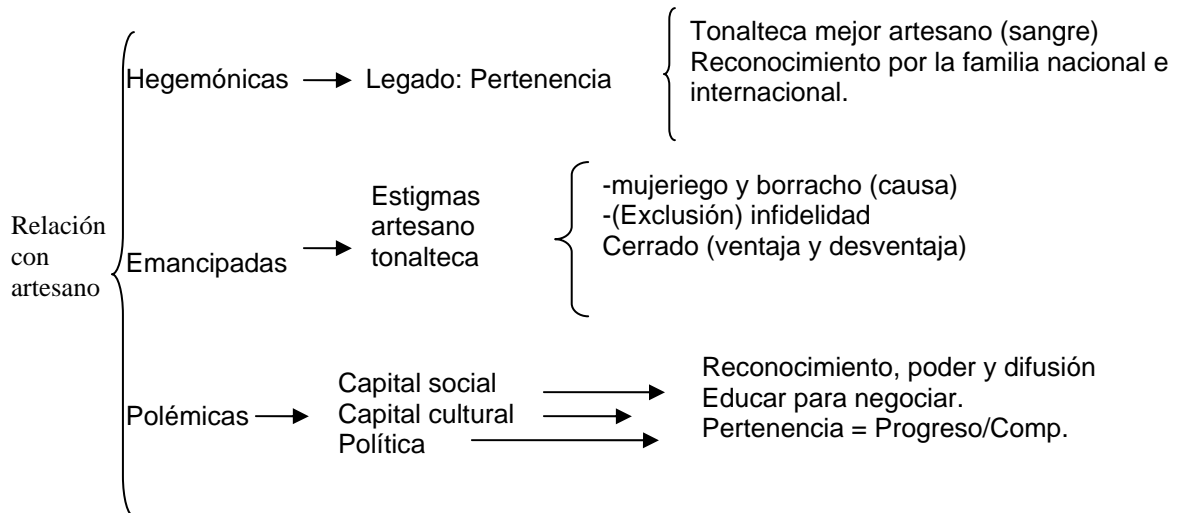 Relación
con
artesano
Hegemónicas
Legado: Pertenencia
Tonalteca mejor artesano (sangre)
Reconocimiento por la familia nacional e
internacional.
Emancipadas
Estigmas
artesano
tonalteca
-mujeriego y borracho (causa)
-(Exclusión) infidelidad
Cerrado (ventaja y desventaja)
Polémicas
Capital social
Capital cultural
Política
Reconocimiento, poder y difusión
Educar para negociar.
Pertenencia = Progreso/Comp.